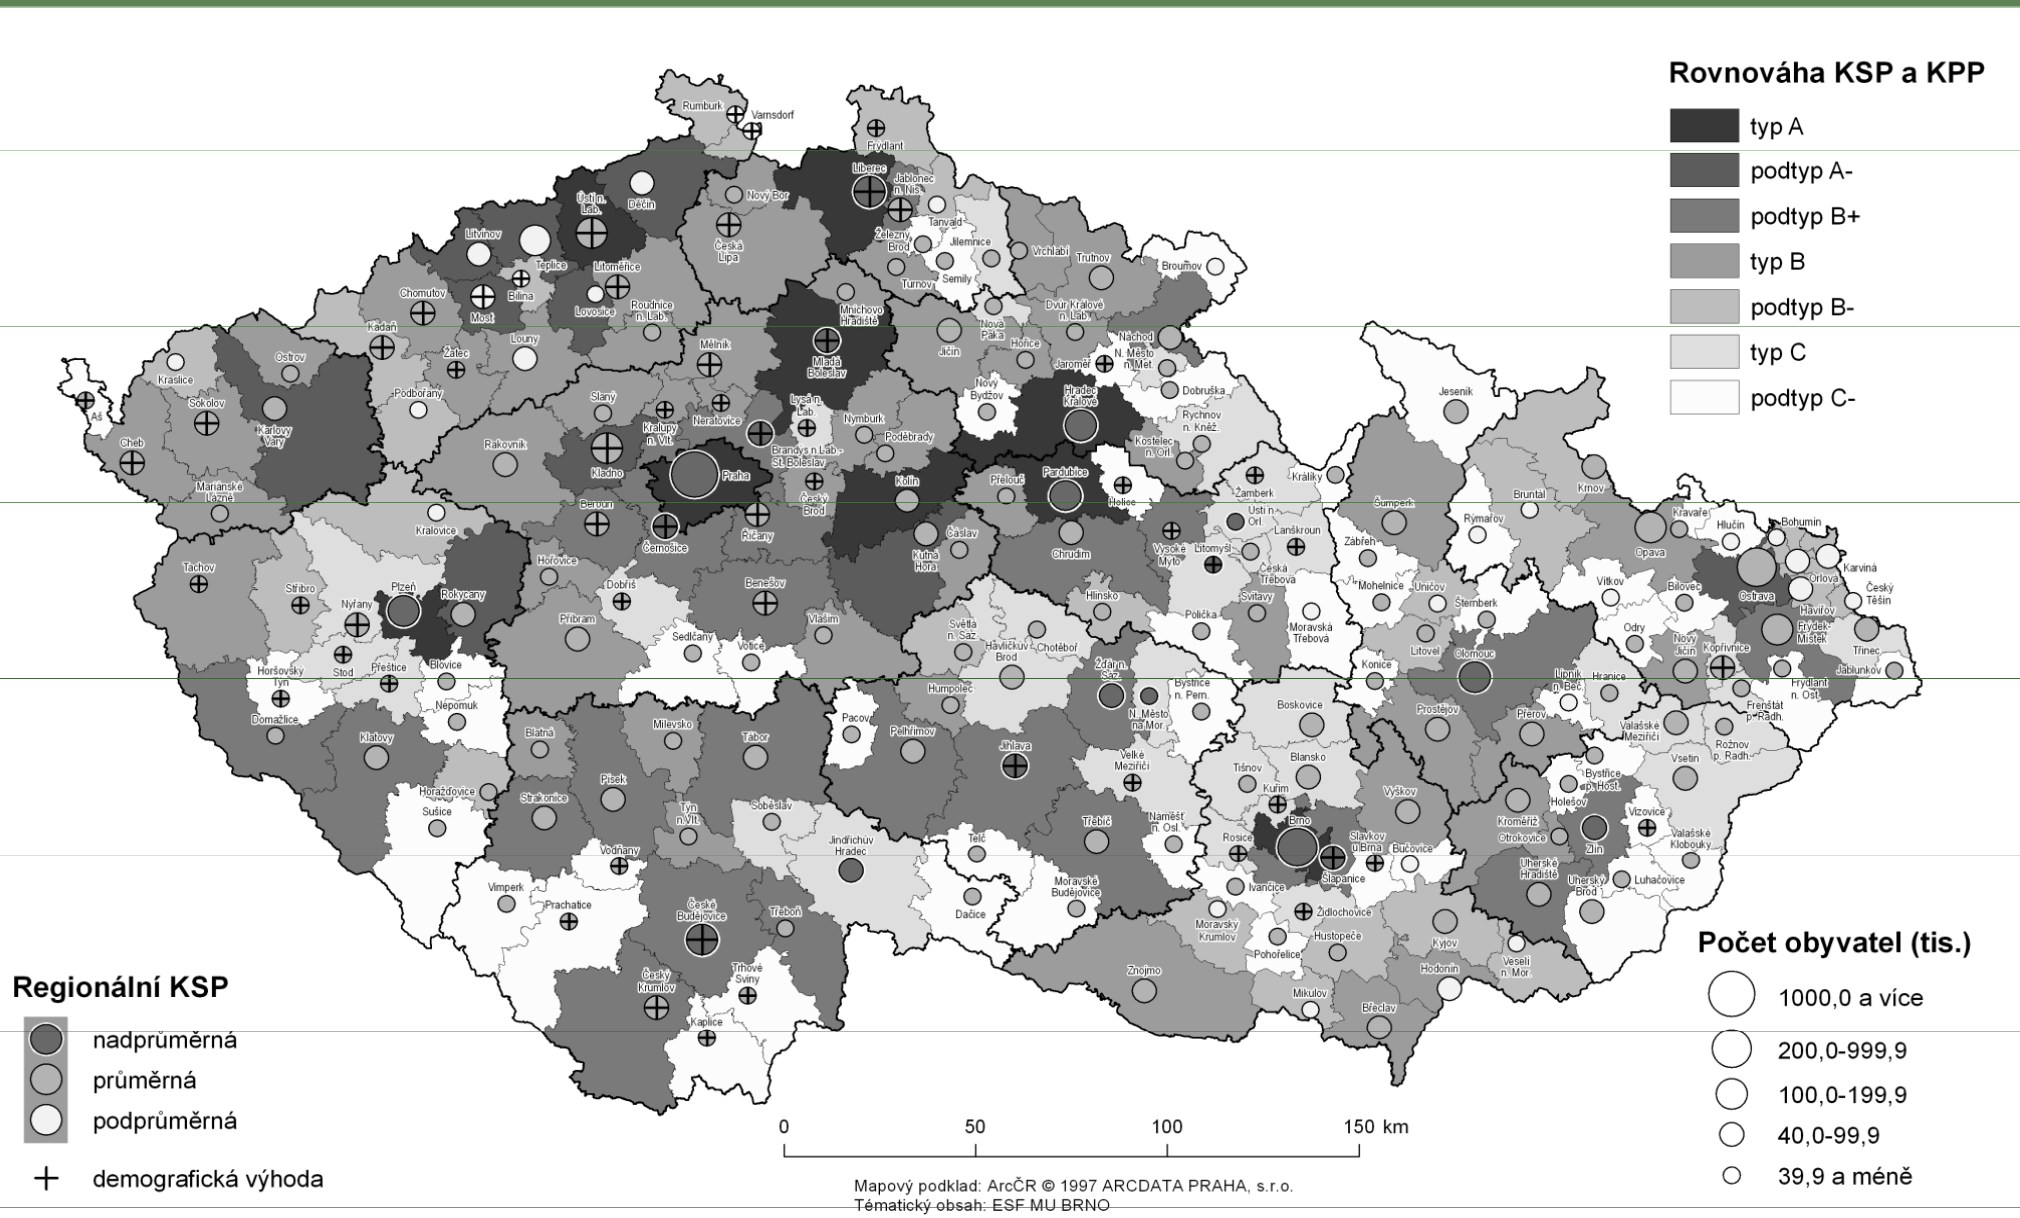 Rovnováha KSP a KPP
typ A
podtyp A-
podtyp B+
typ B
podtyp B-
typ C
podtyp C-
Rumburk
Varnsdorf
Frýdlant
Liberec
Jablonec
n. Nis.
Ústí n.
Lab.
Děčín
Nový Bor
Tanvald
Litvínov
Teplice
Česká
Lípa
Železný
Brod
Jilemnice
Vrchlabí
Semily
Turnov
Trutnov
Broumov
Litoměřice
Bílina
Chomutov
Most
Lovosice
Roudnice
n. Lab.
Mnichovo
Hradiště
Nová
Paka
Dvůr Králové
n. Lab.
Kadaň
Louny
Žatec
Mělník
Mladá
Boleslav
Jičín
Hořice
Náchod
Jaroměř
N. Město
n. Met.
Ostrov
Kraslice
Podbořany
Nový
Bydžov
Hradec
Králové
Dobruška
Jeseník
Aš
Sokolov
Karlovy
Vary
Slaný
Kralupy
n. Vlt.
Neratovice
Lysá n.
Lab.
Nymburk
Poděbrady
Rychnov
n. Kněž.
Cheb
Rakovník
Kladno
Praha
Brandýs n.Lab.-
St. Boleslav
Kostelec
n. Orl.
Mariánské
Lázně
Český
Brod
Kolín
Přelouč
Pardubice
Holice
Žamberk
Králíky
Bruntál
Krnov
Kralovice
Beroun
Říčany
Ústí n.
Orl.
Šumperk
Rýmařov
Kravaře
Hlučín
Bohumín
Černošice
Kutná
Hora
Čáslav
Chrudim
Vysoké
Mýto
Litomyšl
Lanškroun
Zábřeh
Opava
Hořovice
Česká
Třebová
Karviná
Orlová
Tachov
Stříbro
Plzeň
Rokycany
Dobříš
Benešov
Hlinsko
Svitavy
Mohelnice
Uničov
Vítkov
Bílovec
Ostrava
Český
Těšín
Nýřany
Příbram
Vlašim
Polička
Moravská
Třebová
Šternberk
Havířov
Stod
Sedlčany
Votice
Světlá
n. Sáz.
Havlíčkův
Brod
Chotěboř
Litovel
Odry
Nový
Jičín
Kopřivnice
Frýdek-
Místek
Třinec
Horšovský
Týn
Přeštice
Blovice
Žďár n.
Sáz.
Konice
Olomouc
Lipník
n. Beč.
Hranice
Jablunkov
Humpolec
N. Město
na Mor.
Bystřice
n. Pern.
Frýdlant
n. Ost.
Domažlice
Nepomuk
Boskovice
Prostějov
Přerov
Frenštát
p. Radh.
Klatovy
Blatná
Milevsko
Tábor
Pacov
Pelhřimov
Valašské
Meziříčí
Rožnov
p. Radh.
Jihlava
Velké
Meziříčí
Blansko
Tišnov
Vsetín
Horažďovice
Písek
Bystřice
p. Host.
Sušice
Strakonice
Týn
n.Vlt.
Soběslav
Kuřim
Vyškov
Holešov
Kroměříž
Vizovice
Jindřichův
Hradec
Telč
Třebíč
Náměšť
n. Osl.
Rosice
Brno
Slavkov
u Brna
Bučovice
Otrokovice
Zlín
Valašské
Klobouky
Vodňany
Šlapanice
Uherské
Hradiště
Uherský
Brod
Luhačovice
Vimperk
Prachatice
České
Budějovice
Třeboň
Dačice
Moravské
Budějovice
Ivančice
Moravský
Krumlov
Židlochovice
Hustopeče
Kyjov
Pohořelice
Veselí
n. Mor.
Český
Krumlov
Trhové
Sviny
Znojmo
Mikulov
Hodonín
Kaplice
Břeclav
Počet obyvatel (tis.)
1000,0 a více
200,0-999,9
100,0-199,9
40,0-99,9
39,9 a méně
Regionální KSP
nadprůměrná
průměrná
podprůměrná
demografická výhoda
0 50 100 150 km
Mapový podklad: ArcČR © 1997 ARCDATA PRAHA, s.r.o.
Tématický obsah: ESF MU BRNO